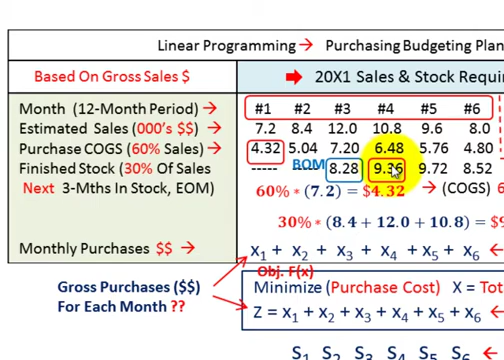 Linear Programming → Purchasing Budgeting Plan
Based On Gross Sales $
→ 20X1 Sales & Stock Requir
Month (12-Month Period) → #1 #2 #3 #4 #5 #6
Estimated Sales (000's $$) → 7.2 8.4 12.0 10.8 9.6 8.0
Purchase COGS (60% Sales) → 4.32 5.04 7.20 6.48 5.76 4.80
Finished Stock (30% Of Sales ----- BOM 8.28 9.36 9.72 8.52
Next 3-Mths In Stock, EOM) 60% * (7.2) = $4.32 → (COGS) 6
30% * (8.4 + 12.0 + 10.8) = $9
Monthly Purchases $$ → x1 + x2 + x3 + x4 + x5 + x6 ←
Obj. F(x)
Gross Purchases ($$)
For Each Month ??
Minimize (Purchase Cost) X = Tot
Z = x1 + x2 + x3 + x4 + x5 + x6 ←
S1 S2 S3 S4 S5 S6 ←